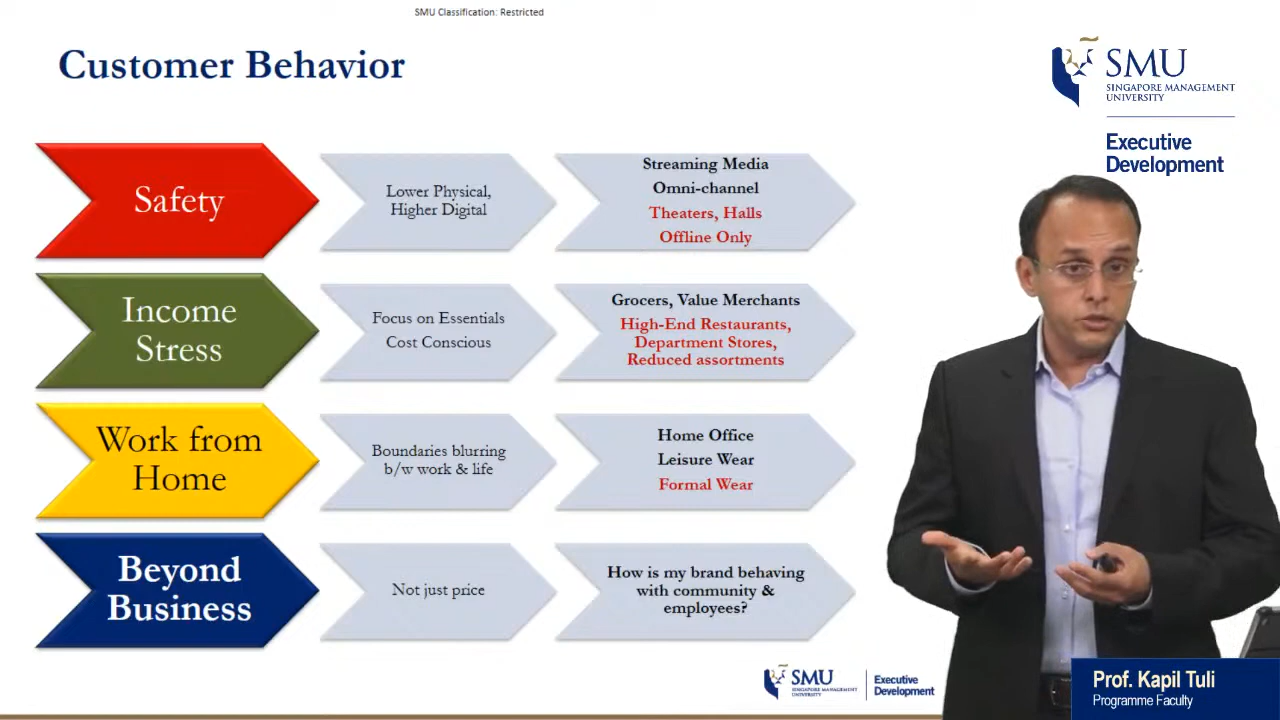 SMU Classification: Restricted
Customer Behavior
SMU
SINGAPORE MANAGEMENT
UNIVERSITY
Executive
Development
Safety
Lower Physical,
Higher Digital
Streaming Media
Omni-channel
Theaters, Halls
Offline Only
Income
Stress
Focus on Essentials
Cost Conscious
Grocers, Value Merchants
High-End Restaurants,
Department Stores,
Reduced assortments
Work from
Home
Boundaries blurring
b/w work & life
Home Office
Leisure Wear
Formal Wear
Beyond
Business
Not just price
How is my brand behaving
with community &
employees?
SMU
SINGAPORE MANAGEMENT
UNIVERSITY
Executive
Development
Prof. Kapil Tuli
Programme Faculty